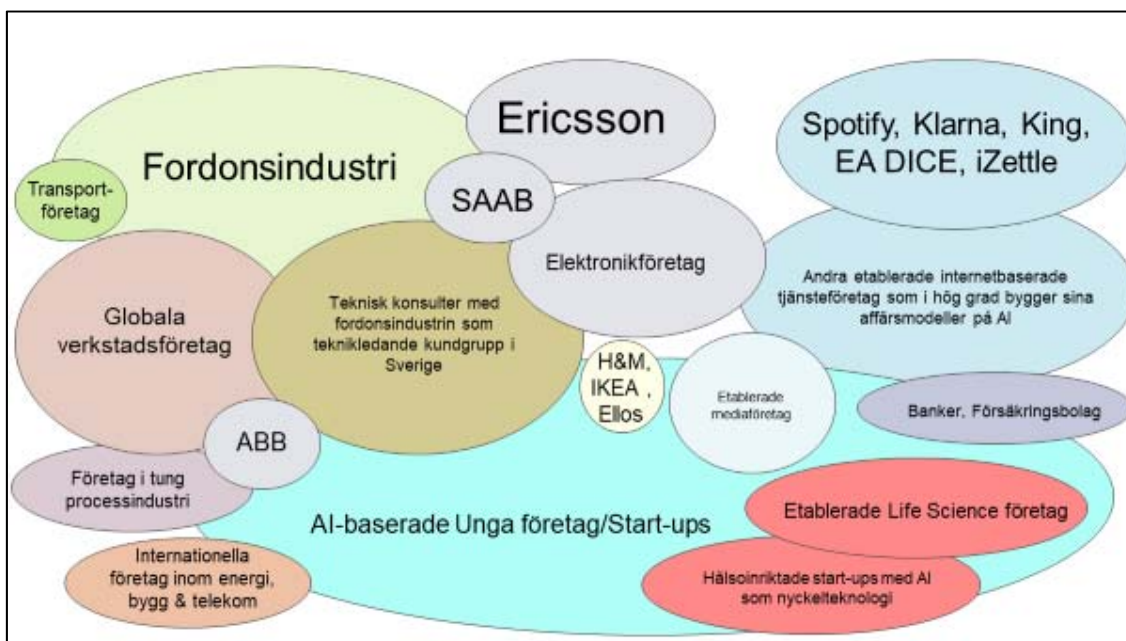 Ericsson
Spotify, Klarna, King,
EA DICE, iZettle
Fordonsindustri
Transport-
företag
SAAB
Elektronikföretag
Andra etablerade internetbaserade
tjänsteföretag som i hög grad bygger sina
affärsmodeller på AI
Globala
verkstadsföretag
Teknisk konsulter med
fordonsindustrin som
teknikledande kundgrupp i
Sverige
H&M,
IKEA ,
Ellos
Etablerade
mediaföretag
Banker, Försäkringsbolag
ABB
Företag i tung
processindustri
AI-baserade Unga företag/Start-ups
Etablerade Life Science företag
Internationella
företag inom energi,
bygg & telekom
Hälsoinriktade start-ups med AI
som nyckelteknologi